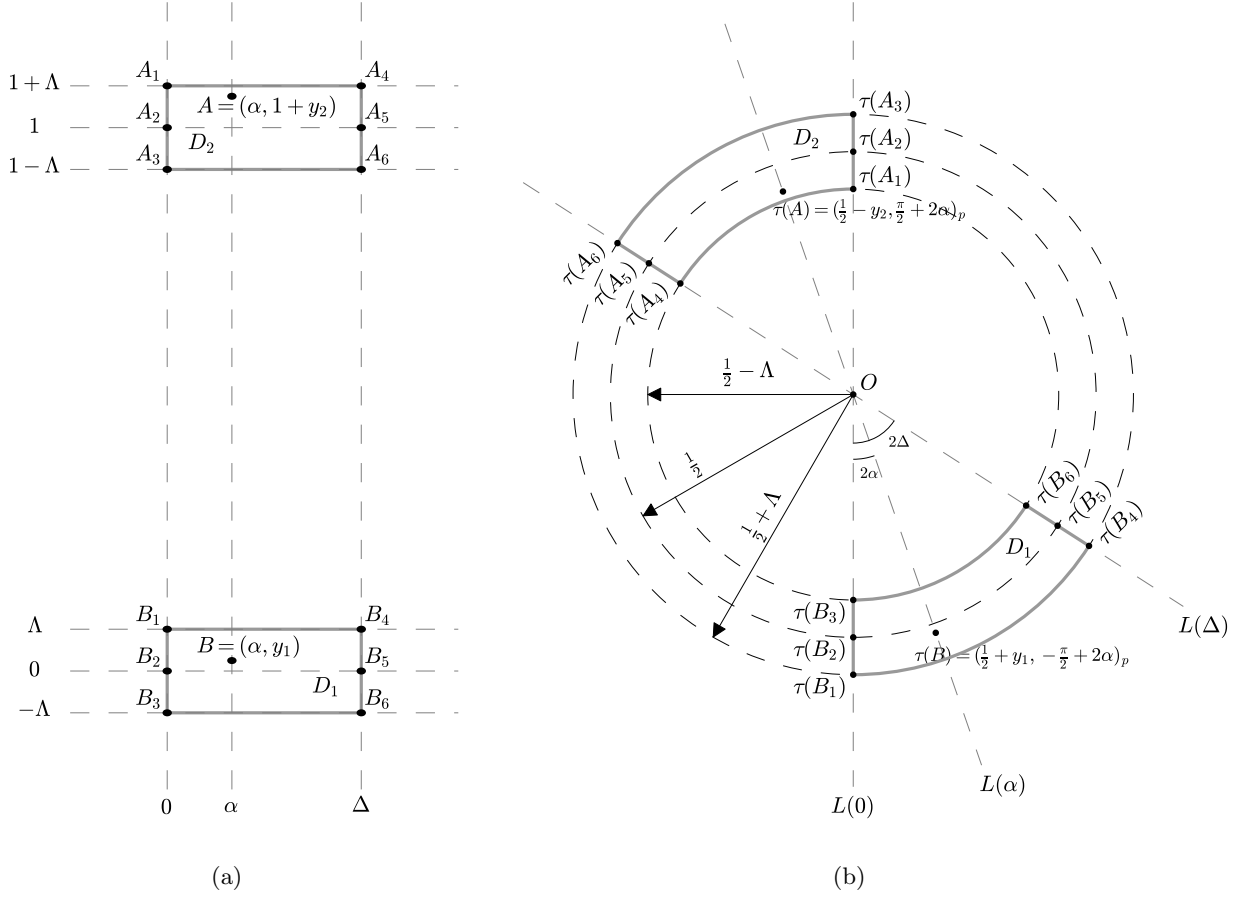 1 + Λ
1
1 − Λ
A₁
A₄
A = (α, 1 + y₂)
A₂
A₅
D₂
A₃
A₆
Λ
0
−Λ
B₁
B₄
B = (α, y₁)
B₂
B₅
D₁
B₃
B₆
0
α
Δ
(a)
τ(A₃)
D₂
τ(A₂)
τ(A₁)
τ(A) = (1/2 − y₂, π/2 + 2α)ₚ
τ(A₆)
τ(A₅)
τ(A₄)
O
1/2 − Λ
1/2
1/2 + Λ
2Δ
2α
τ(B₆)
τ(B₅)
τ(B₄)
D₁
τ(B₃)
τ(B₂)
τ(B₁)
τ(B) = (1/2 + y₁, −π/2 + 2α)ₚ
L(Δ)
L(α)
L(0)
(b)